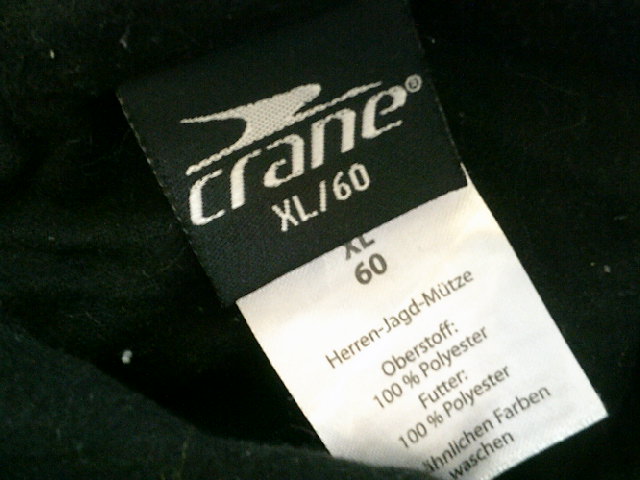 crane®
XL/60
XL
60
Herren-Jagd-Mütze
Oberstoff:
100 % Polyester
Futter:
100 % Polyester
ähnlichen Farben
waschen